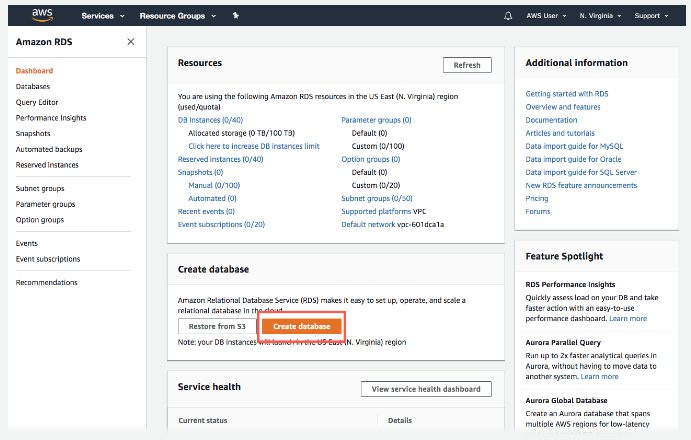 aws
Services
Resource Groups
AWS User
N. Virginia
Support
Amazon RDS
Dashboard
Databases
Query Editor
Performance Insights
Snapshots
Automated backups
Reserved instances
Subnet groups
Parameter groups
Option groups
Events
Event subscriptions
Recommendations
Resources
Refresh
You are using the following Amazon RDS resources in the US East (N. Virginia) region
(used/quota)
DB Instances (0/40)
Allocated storage (0 TB/100 TB)
Click here to increase DB instances limit
Reserved instances (0/40)
Snapshots (0)
Manual (0/100)
Automated (0)
Recent events (0)
Event subscriptions (0/20)
Parameter groups (0)
Default (0)
Custom (0/100)
Option groups (0)
Default (0)
Custom (0/20)
Subnet groups (0/50)
Supported platforms VPC
Default network vpc-601dca1a
Create database
Amazon Relational Database Service (RDS) makes it easy to set up, operate, and scale a
relational database in the cloud.
Restore from S3
Create database
Note: your DB instances will launch in the US East (N. Virginia) region
Service health
View service health dashboard
Current status
Details
Additional information
Getting started with RDS
Overview and features
Documentation
Articles and tutorials
Data import guide for MySQL
Data import guide for Oracle
Data import guide for SQL Server
New RDS feature announcements
Pricing
Forums
Feature Spotlight
RDS Performance Insights
Quickly assess load on your DB and take
faster action with an easy-to-use
performance dashboard. Learn more
Aurora Parallel Query
Run up to 2x faster analytical queries in
Aurora, without having to move data to
another system. Learn more
Aurora Global Database
Create an Aurora database that spans
multiple AWS regions for low-latency